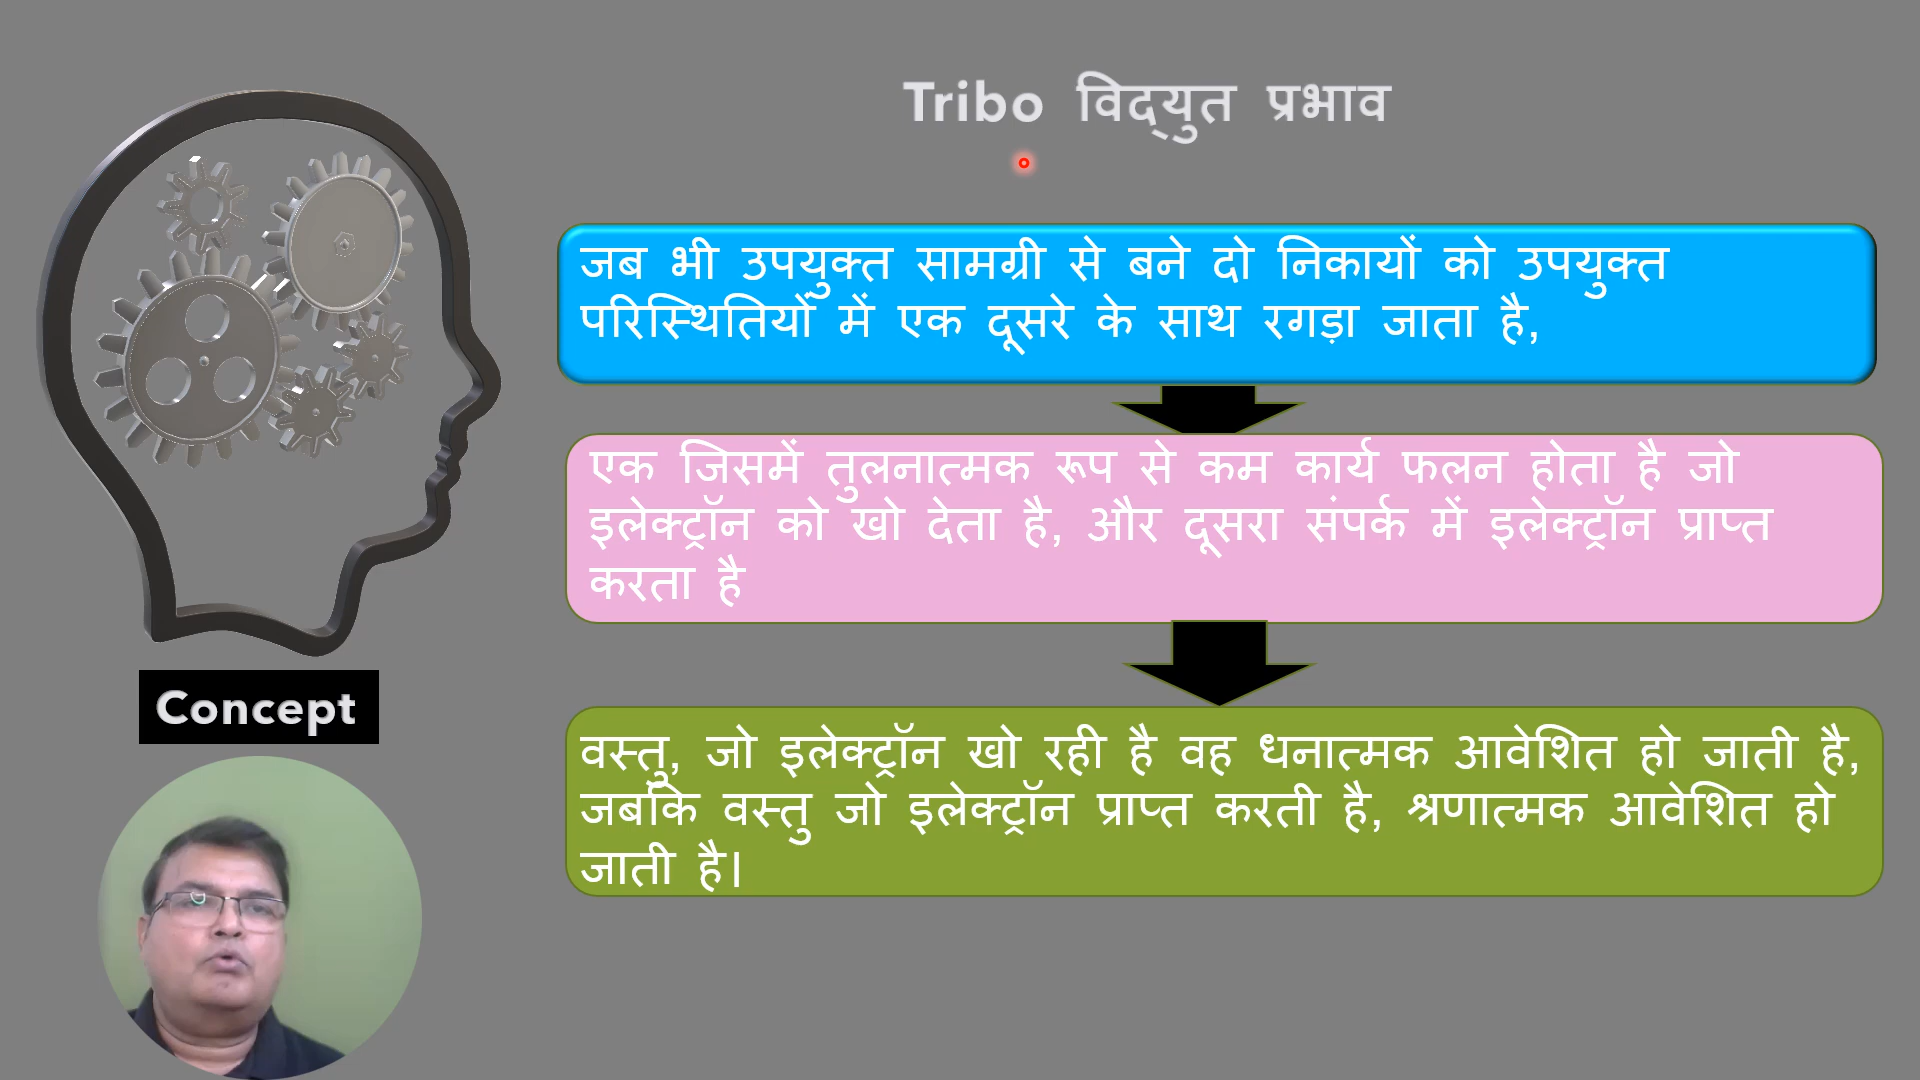 Tribo विद्युत प्रभाव
जब भी उपयुक्त सामग्री से बने दो निकायों को उपयुक्त
परिस्थितियों में एक दूसरे के साथ रगड़ा जाता है,
एक जिसमें तुलनात्मक रूप से कम कार्य फलन होता है जो
इलेक्ट्रॉन को खो देता है, और दूसरा संपर्क में इलेक्ट्रॉन प्राप्त
करता है
वस्तु, जो इलेक्ट्रॉन खो रही है वह धनात्मक आवेशित हो जाती है,
जबकि वस्तु जो इलेक्ट्रॉन प्राप्त करती है, श्रणात्मक आवेशित हो
जाती है।
Concept